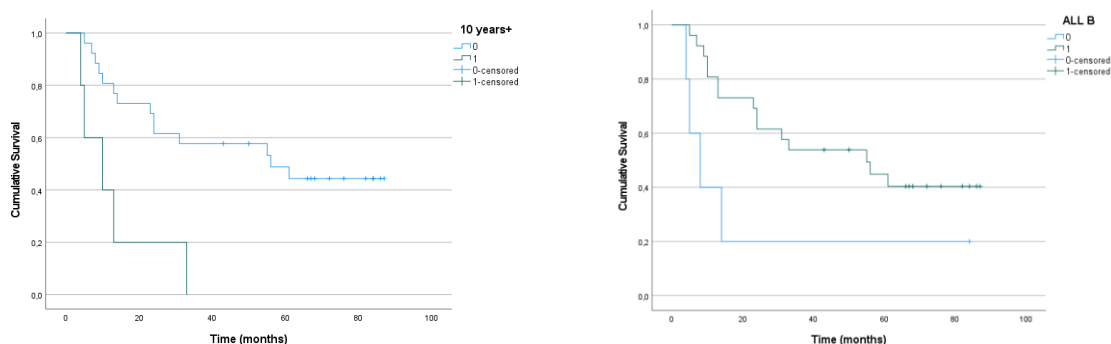 10 years+
0
1
0-censored
1-censored
1,0
0,8
0,6
0,4
0,2
0,0
0 20 40 60 80 100
Cumulative Survival
Time (months)
ALL B
0
1
0-censored
1-censored
1,0
0,8
0,6
0,4
0,2
0,0
0 20 40 60 80 100
Cumulative Survival
Time (months)